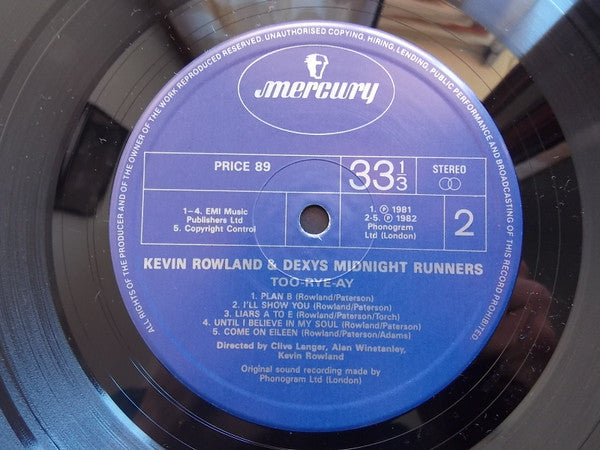 ALL RIGHTS OF THE PRODUCER AND OF THE OWNER OF THE WORK REPRODUCED RESERVED. UNAUTHORISED COPYING, HIRING, LENDING, PUBLIC PERFORMANCE AND BROADCASTING OF THIS RECORD PROHIBITED
mercury
PRICE 89
33 1/3
STEREO
1–4. EMI Music
Publishers Ltd
5. Copyright Control
1. ℗ 1981
2-5. ℗ 1982
Phonogram
Ltd (London)
2
KEVIN ROWLAND & DEXYS MIDNIGHT RUNNERS
TOO-RYE-AY
1. PLAN B (Rowland/Paterson)
2. I'LL SHOW YOU (Rowland/Paterson)
3. LIARS A TO E (Rowland/Paterson/Torch)
4. UNTIL I BELIEVE IN MY SOUL (Rowland/Paterson)
5. COME ON EILEEN (Rowland/Paterson/Adams)
Directed by Clive Langer, Alan Winstanley,
Kevin Rowland
Original sound recording made by
Phonogram Ltd (London)